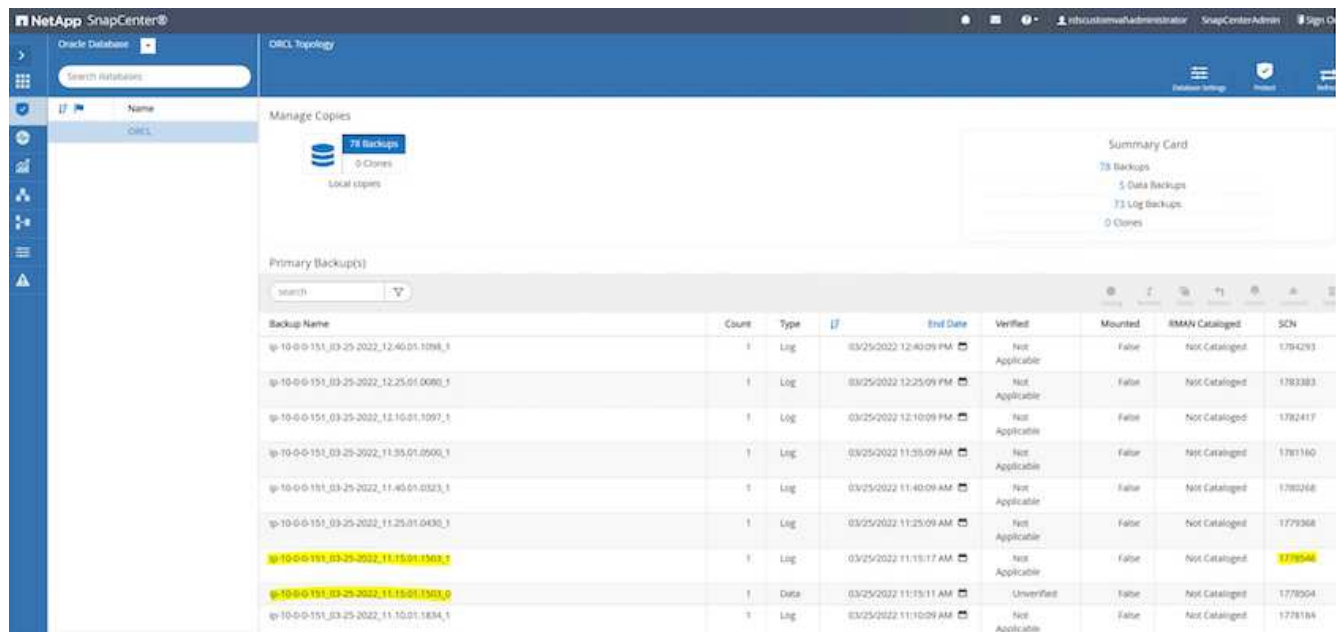 NetApp SnapCenter®
rdscustomval\administrator SnapCenterAdmin Sign O
Oracle Database
ORCL Topology
Search databases
Database Settings Protect Refre
Name
ORCL
Manage Copies
78 Backups
0 Clones
Local copies
Summary Card
78 Backups
5 Data Backups
73 Log Backups
0 Clones
Primary Backup(s)
search
Backup Name Count Type End Date Verified Mounted RMAN Cataloged SCN
ip-10-0-0-151_03-25-2022_12.40.01.1098_1 1 Log 03/25/2022 12:40:09 PM Not Applicable False Not Cataloged 1784293
ip-10-0-0-151_03-25-2022_12.25.01.0080_1 1 Log 03/25/2022 12:25:09 PM Not Applicable False Not Cataloged 1783383
ip-10-0-0-151_03-25-2022_12.10.01.1097_1 1 Log 03/25/2022 12:10:09 PM Not Applicable False Not Cataloged 1782417
ip-10-0-0-151_03-25-2022_11.55.01.0500_1 1 Log 03/25/2022 11:55:09 AM Not Applicable False Not Cataloged 1781160
ip-10-0-0-151_03-25-2022_11.40.01.0323_1 1 Log 03/25/2022 11:40:09 AM Not Applicable False Not Cataloged 1780268
ip-10-0-0-151_03-25-2022_11.25.01.0430_1 1 Log 03/25/2022 11:25:09 AM Not Applicable False Not Cataloged 1779368
ip-10-0-0-151_03-25-2022_11.15.01.1503_1 1 Log 03/25/2022 11:15:17 AM Not Applicable False Not Cataloged 1778546
ip-10-0-0-151_03-25-2022_11.15.01.1503_0 1 Data 03/25/2022 11:15:11 AM Unverified False Not Cataloged 1778504
ip-10-0-0-151_03-25-2022_11.10.01.1834_1 1 Log 03/25/2022 11:10:09 AM Not Applicable False Not Cataloged 1778184